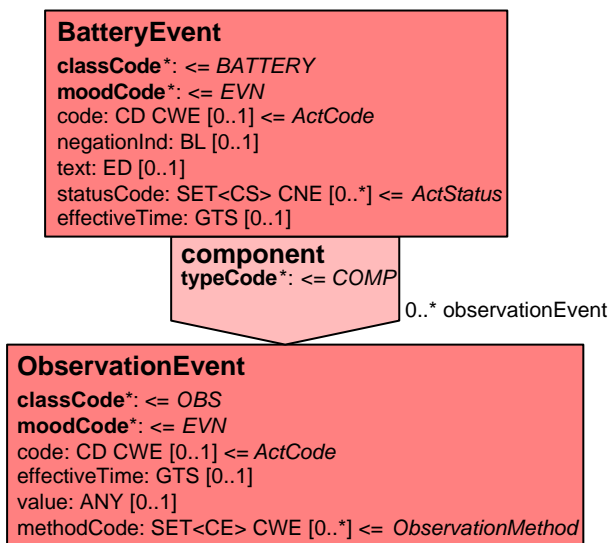 BatteryEvent
classCode*: <= BATTERY
moodCode*: <= EVN
code: CD CWE [0..1] <= ActCode
negationInd: BL [0..1]
text: ED [0..1]
statusCode: SET<CS> CNE [0..*] <= ActStatus
effectiveTime: GTS [0..1]
component
typeCode*: <= COMP
0..* observationEvent
ObservationEvent
classCode*: <= OBS
moodCode*: <= EVN
code: CD CWE [0..1] <= ActCode
effectiveTime: GTS [0..1]
value: ANY [0..1]
methodCode: SET<CE> CWE [0..*] <= ObservationMethod